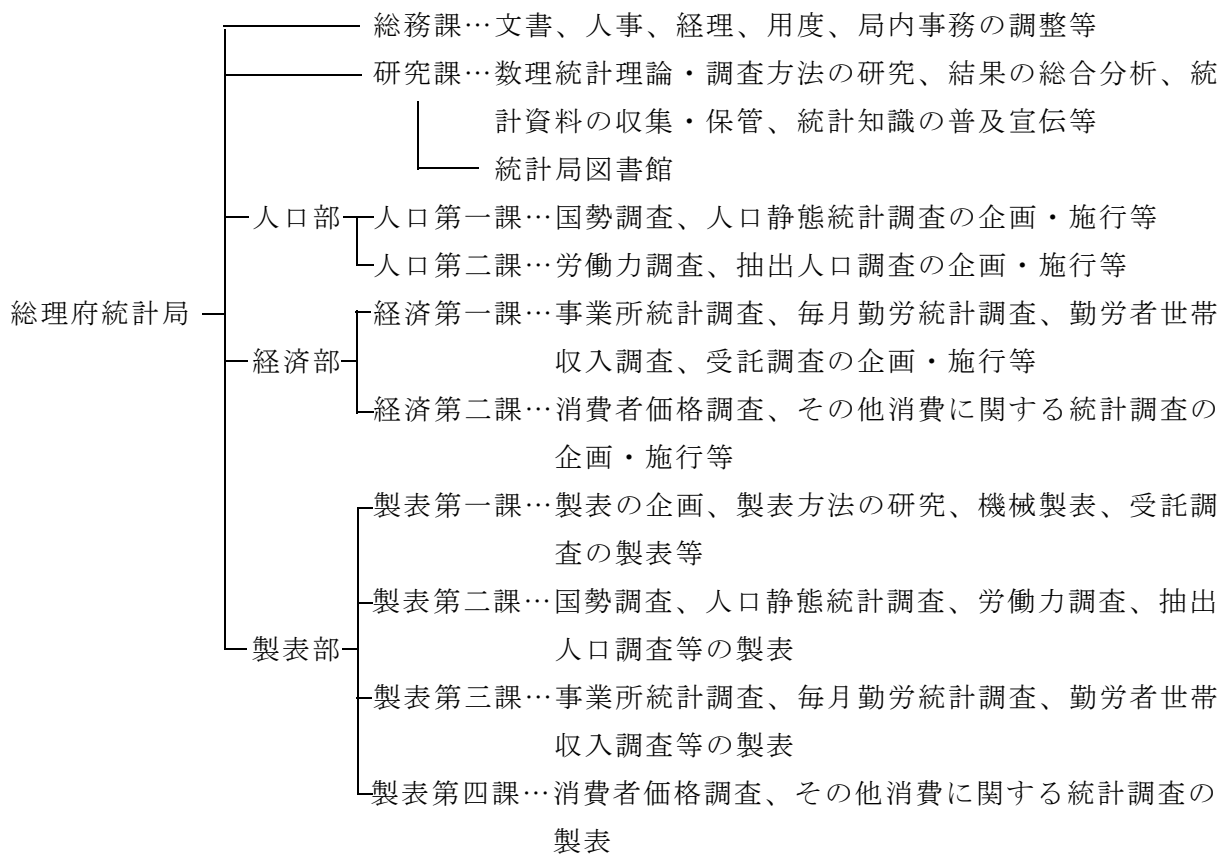 総務課…文書、人事、経理、用度、局内事務の調整等
研究課…数理統計理論・調査方法の研究、結果の総合分析、統
計資料の収集・保管、統計知識の普及宣伝等
統計局図書館
人口部
人口第一課…国勢調査、人口静態統計調査の企画・施行等
人口第二課…労働力調査、抽出人口調査の企画・施行等
総理府統計局
経済部
経済第一課…事業所統計調査、毎月勤労統計調査、勤労者世帯
収入調査、受託調査の企画・施行等
経済第二課…消費者価格調査、その他消費に関する統計調査の
企画・施行等
製表部
製表第一課…製表の企画、製表方法の研究、機械製表、受託調
査の製表等
製表第二課…国勢調査、人口静態統計調査、労働力調査、抽出
人口調査等の製表
製表第三課…事業所統計調査、毎月勤労統計調査、勤労者世帯
収入調査等の製表
製表第四課…消費者価格調査、その他消費に関する統計調査の
製表